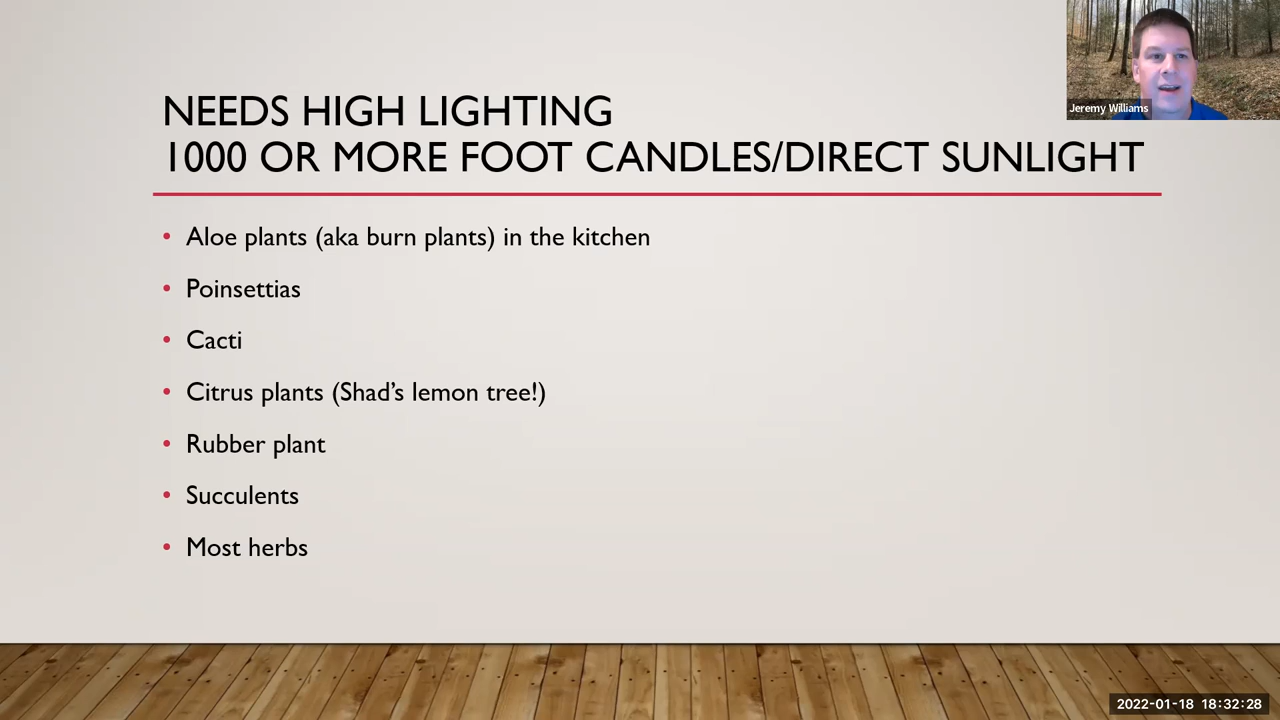 NEEDS HIGH LIGHTING
1000 OR MORE FOOT CANDLES/DIRECT SUNLIGHT
• Aloe plants (aka burn plants) in the kitchen
• Poinsettias
• Cacti
• Citrus plants (Shad’s lemon tree!)
• Rubber plant
• Succulents
• Most herbs
Jeremy Williams
2022-01-18 18:32:28